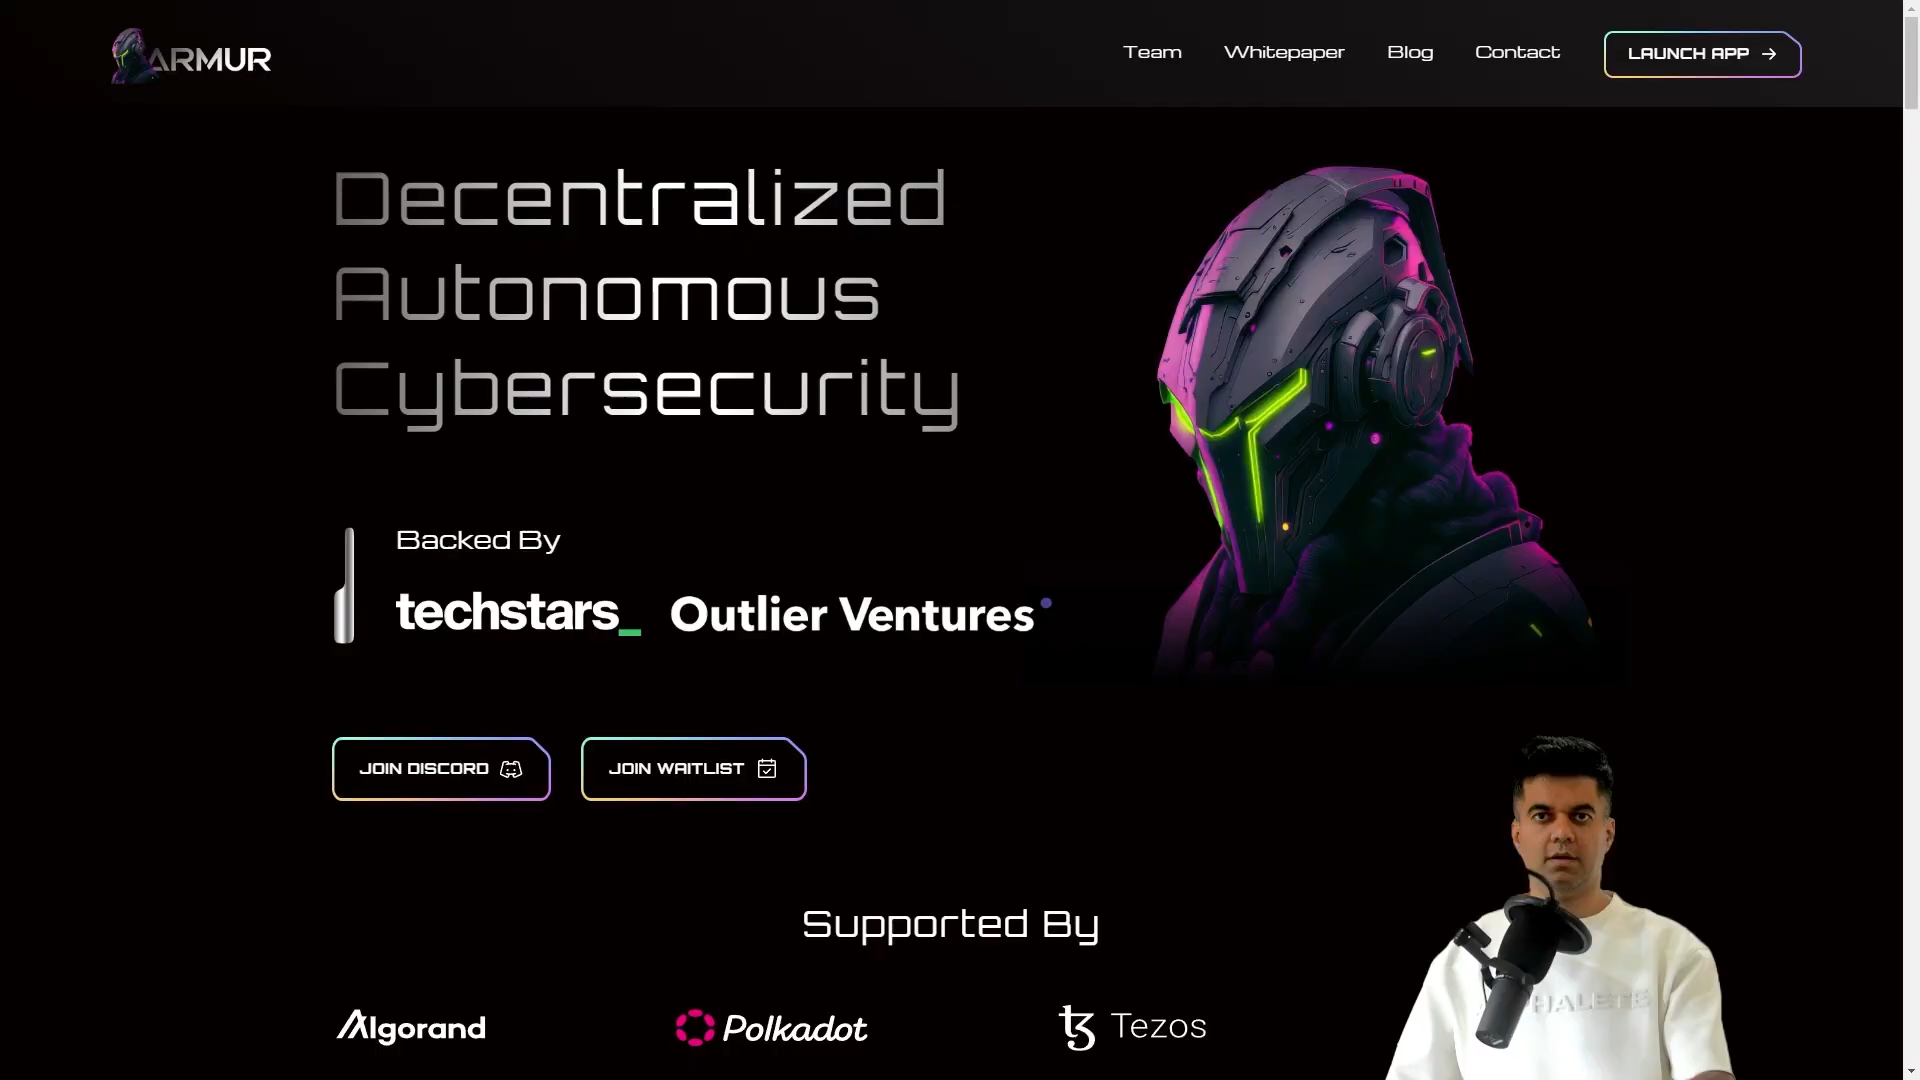 ARMUR
Team
Whitepaper
Blog
Contact
LAUNCH APP
Decentralized
Autonomous
Cybersecurity
Backed By
techstars_
Outlier Ventures
JOIN DISCORD
JOIN WAITLIST
Supported By
Algorand
Polkadot
Tezos